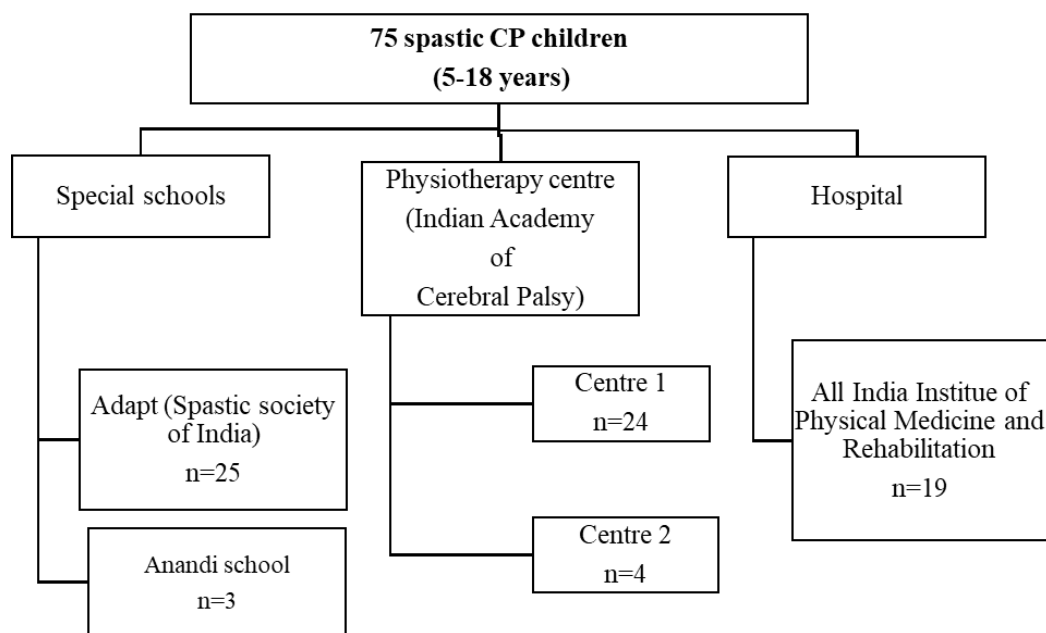 75 spastic CP children
(5-18 years)
Special schools
Physiotherapy centre
(Indian Academy
of
Cerebral Palsy)
Hospital
Adapt (Spastic society
of India)
n=25
Anandi school
n=3
Centre 1
n=24
Centre 2
n=4
All India Institue of
Physical Medicine and
Rehabilitation
n=19